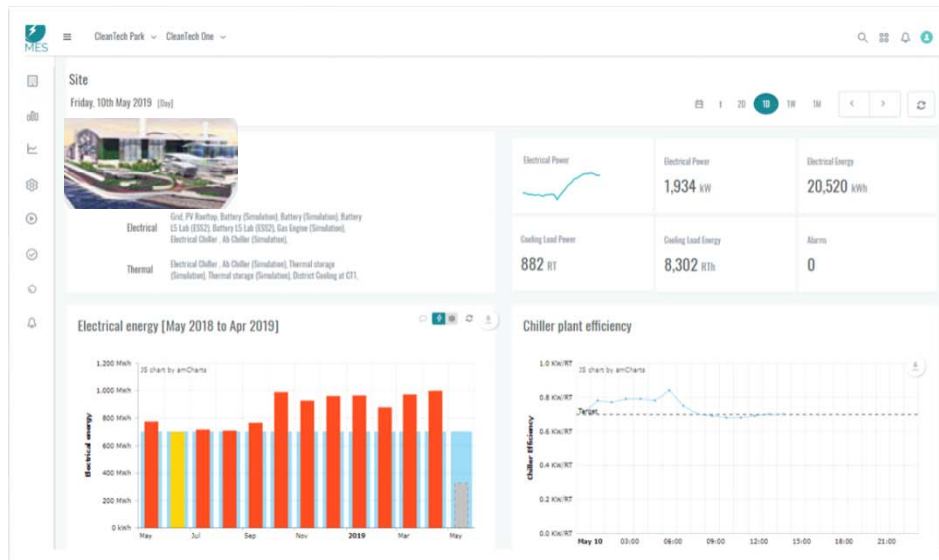 MES
CleanTech Park CleanTech One
Site
Friday, 10th May 2019 [Day]
2D 1D 1W 1M
Electrical
Grid, PV Rooftop, Battery (Simulation), Battery (Simulation), Battery
L5 Lab (ESS2), Battery L5 Lab (ESS2), Gas Engine (Simulation),
Electrical Chiller , Ab Chiller (Simulation),
Thermal
Electrical Chiller , Ab Chiller (Simulation), Thermal storage
(Simulation), Thermal storage (Simulation), District Cooling at CT1,
Electrical Power
Electrical Power
1,934 kW
Electrical Energy
20,520 kWh
Cooling Load Power
882 RT
Cooling Load Energy
8,302 RTh
Alarms
0
Electrical energy [May 2018 to Apr 2019]
JS chart by amCharts
Electrical energy
1,200 MWh
1,000 MWh
800 MWh
600 MWh
400 MWh
200 MWh
0 kWh
May Jul Sep Nov 2019 Mar May
Chiller plant efficiency
JS chart by amCharts
Chiller Efficiency
1.0 KW/RT
0.8 KW/RT
Target
0.6 KW/RT
0.4 KW/RT
0.2 KW/RT
0.0 KW/RT
May 10 03:00 06:00 09:00 12:00 15:00 18:00 21:00